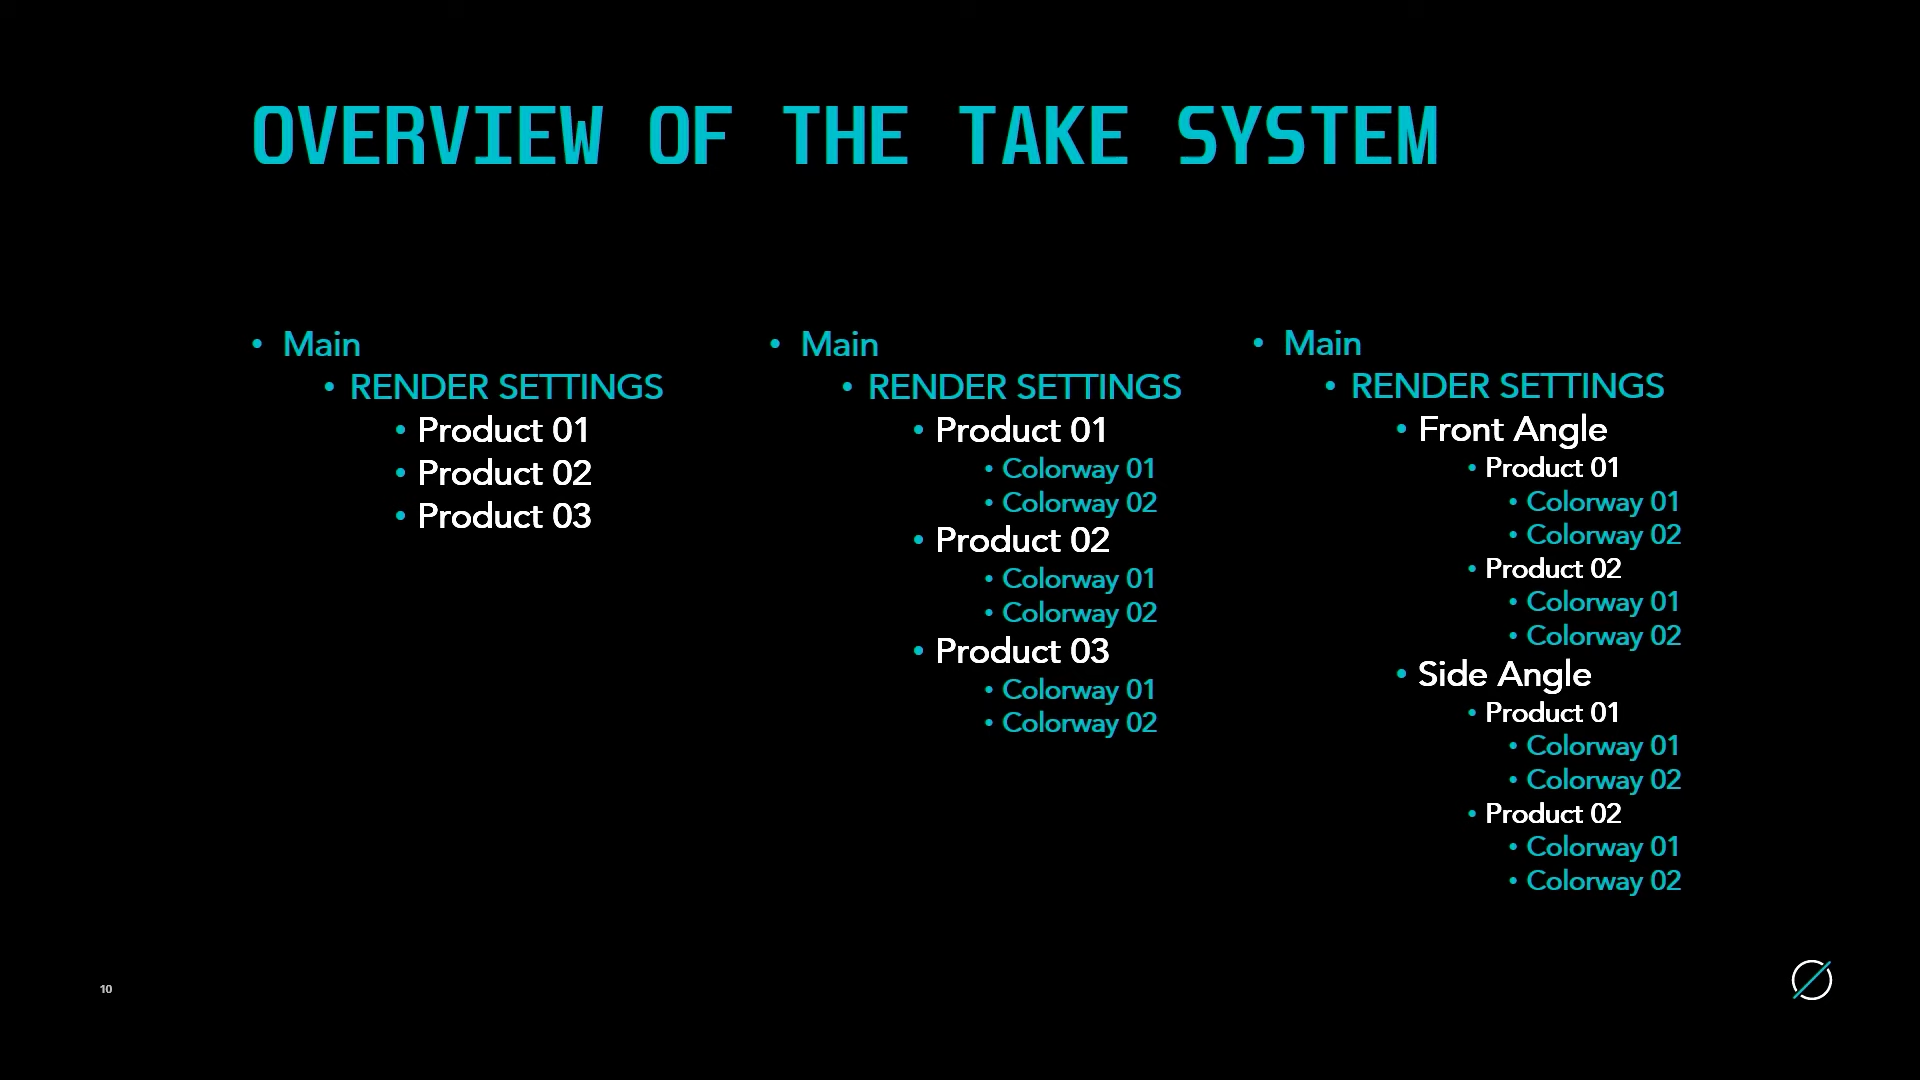 OVERVIEW OF THE TAKE SYSTEM
• Main
• RENDER SETTINGS
• Product 01
• Product 02
• Product 03
• Main
• RENDER SETTINGS
• Product 01
• Colorway 01
• Colorway 02
• Product 02
• Colorway 01
• Colorway 02
• Product 03
• Colorway 01
• Colorway 02
• Main
• RENDER SETTINGS
• Front Angle
• Product 01
• Colorway 01
• Colorway 02
• Product 02
• Colorway 01
• Colorway 02
• Side Angle
• Product 01
• Colorway 01
• Colorway 02
• Product 02
• Colorway 01
• Colorway 02
10